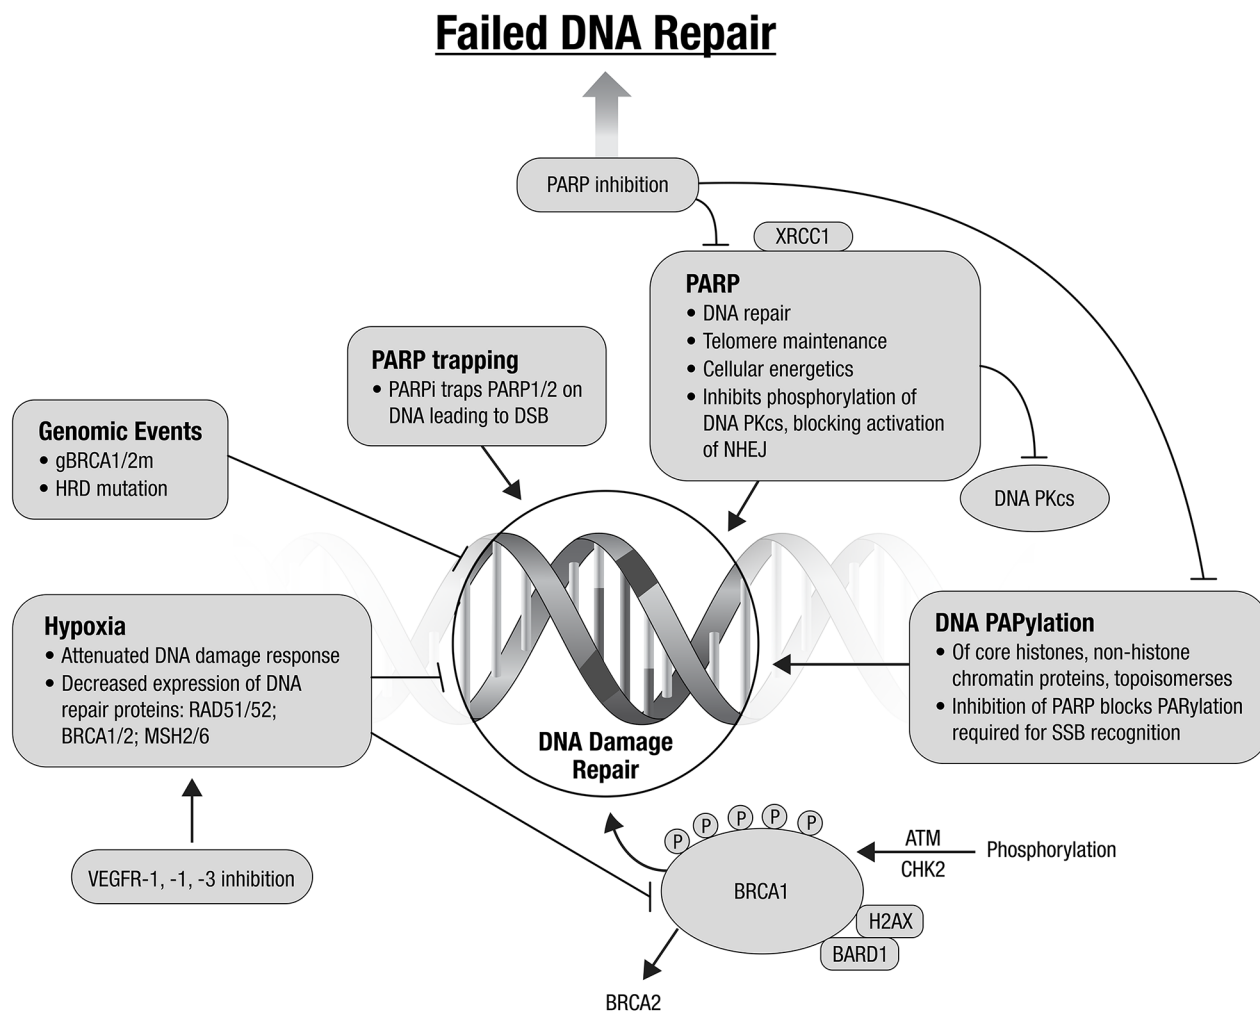 Failed DNA Repair
PARP inhibition
XRCC1
PARP
• DNA repair
• Telomere maintenance
• Cellular energetics
• Inhibits phosphorylation of
DNA PKcs, blocking activation
of NHEJ
PARP trapping
• PARPi traps PARP1/2 on
DNA leading to DSB
Genomic Events
• gBRCA1/2m
• HRD mutation
DNA PKcs
Hypoxia
• Attenuated DNA damage response
• Decreased expression of DNA
repair proteins: RAD51/52;
BRCA1/2; MSH2/6
DNA PAPylation
• Of core histones, non-histone
chromatin proteins, topoisomerses
• Inhibition of PARP blocks PARylation
required for SSB recognition
DNA Damage
Repair
VEGFR-1, -1, -3 inhibition
P
P
P
P
P
BRCA1
ATM
CHK2
Phosphorylation
H2AX
BARD1
BRCA2